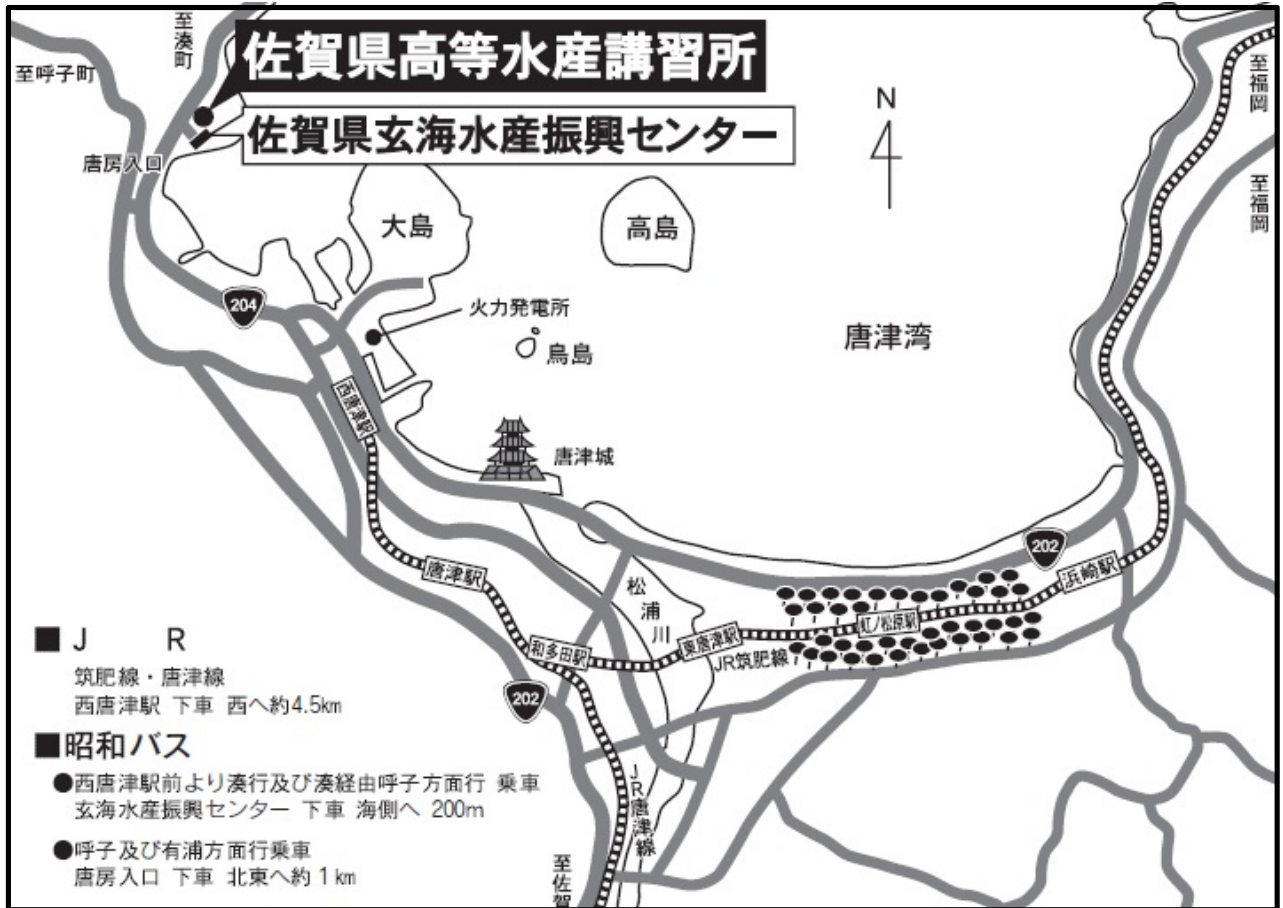 至湊町
至呼子町
佐賀県高等水産講習所
佐賀県玄海水産振興センター
唐房入口
N
至福岡
至福岡
大島
高島
204
火力発電所
鳥島
唐津湾
西唐津駅
唐津城
202
唐津駅
松浦川
浜崎駅
虹ノ松原駅
東唐津駅
和多田駅
JR筑肥線
202
JR唐津線
至佐賀
■J R
筑肥線・唐津線
西唐津駅 下車 西へ約4.5km
■昭和バス
●西唐津駅前より湊行及び湊経由呼子方面行 乗車
玄海水産振興センター 下車 海側へ 200m
●呼子及び有浦方面行乗車
唐房入口 下車 北東へ約 1 km